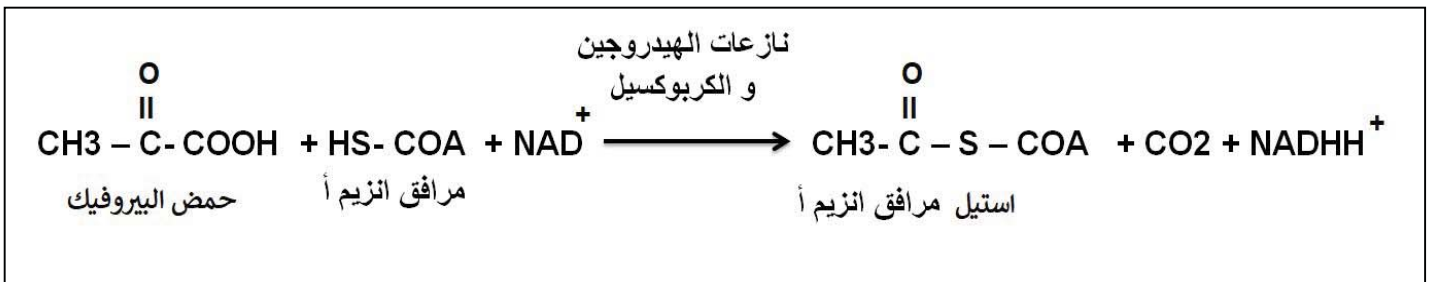 نازعات الهيدروجين
و الكربوكسيل
O O
II II
CH3 – C- COOH + HS- COA + NAD+ ⟶ CH3- C – S – COA + CO2 + NADHH+
حمض البيروفيك مرافق انزيم أ استيل مرافق انزيم أ